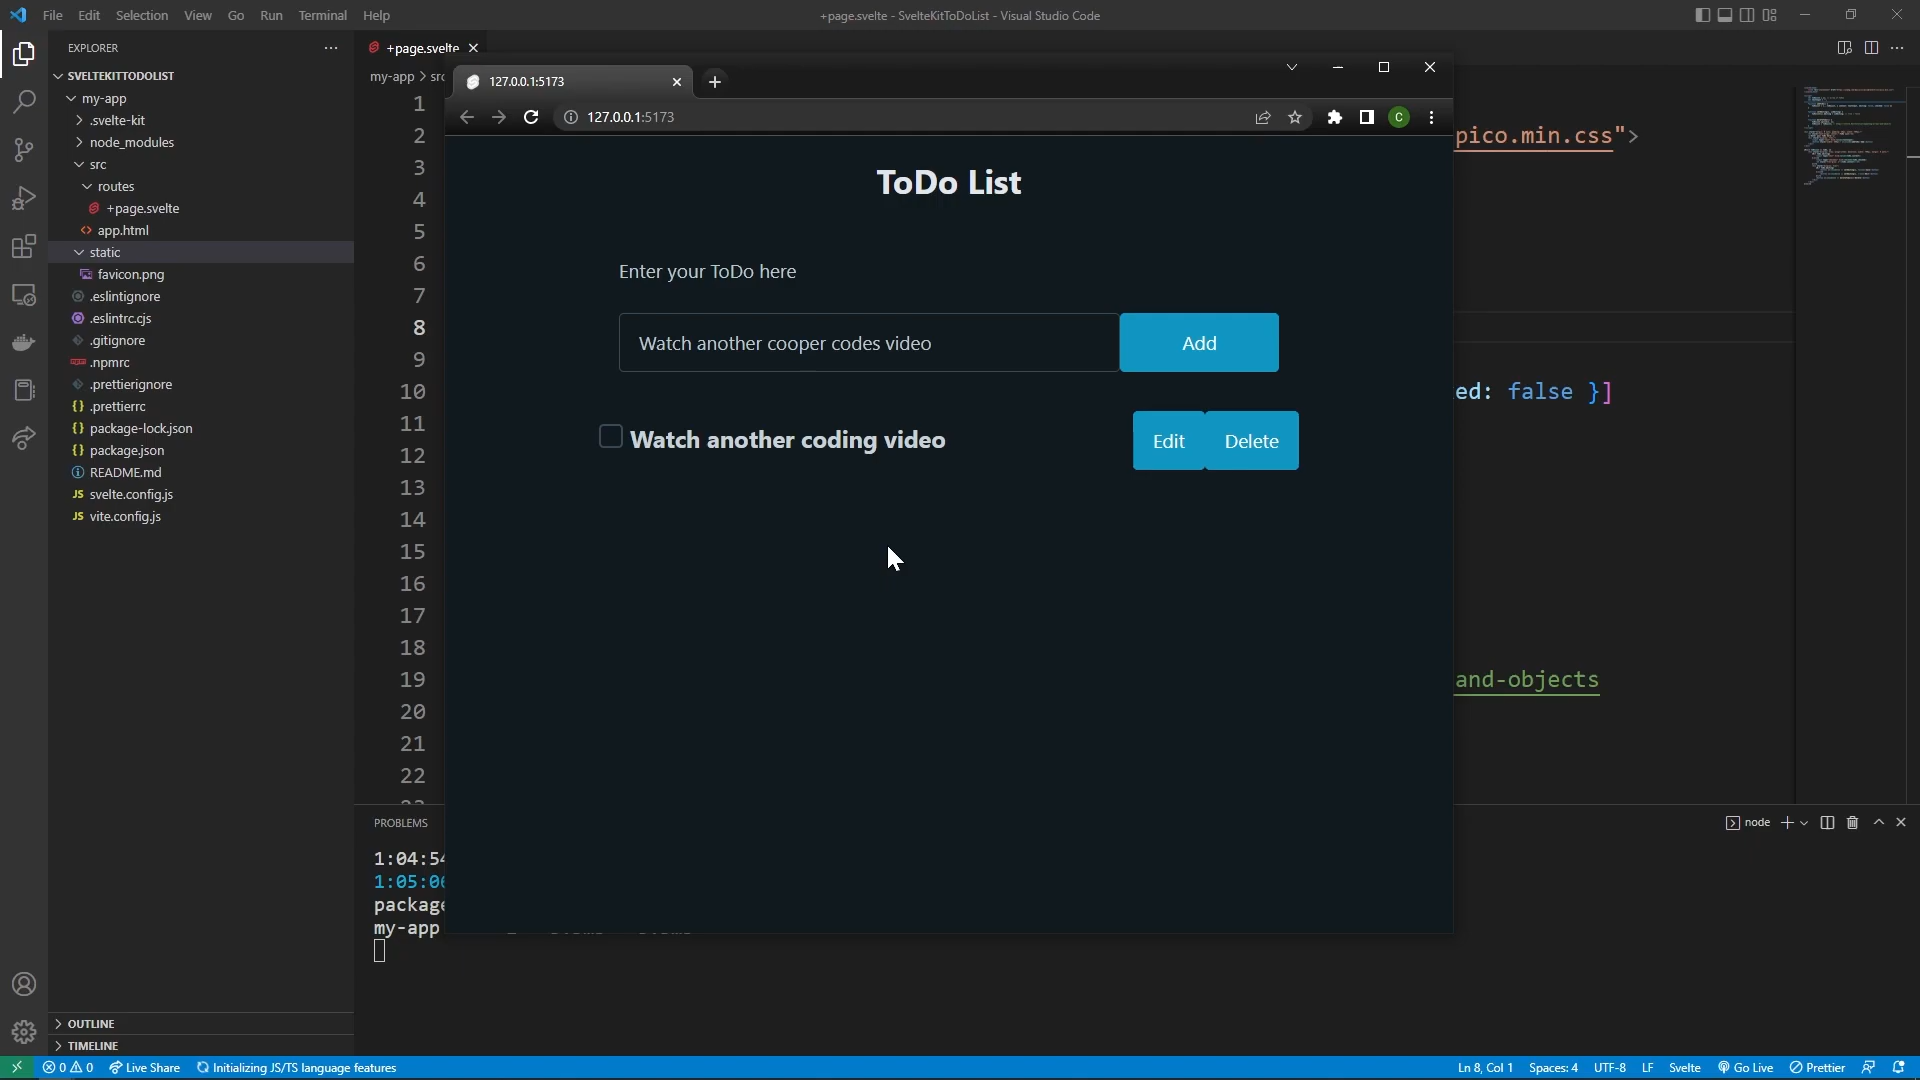 File Edit Selection View Go Run Terminal Help
+page.svelte - SvelteKitToDoList - Visual Studio Code
EXPLORER
SVELTEKITTODOLIST
my-app
.svelte-kit
node_modules
src
routes
+page.svelte
app.html
static
favicon.png
.eslintignore
.eslintrc.cjs
.gitignore
.npmrc
.prettierignore
.prettierrc
package-lock.json
package.json
README.md
svelte.config.js
vite.config.js
OUTLINE
TIMELINE
+page.svelte
my-app > src
1
2
3
4
5
6
7
8
9
10
11
12
13
14
15
16
17
18
19
20
21
22
pico.min.css">
ed: false }]
and-objects
127.0.0.1:5173
127.0.0.1:5173
C
ToDo List
Enter your ToDo here
Watch another cooper codes video
Add
Watch another coding video
Edit
Delete
PROBLEMS
node
1:04:54
1:05:06
package
my-app
0 0 Live Share Initializing JS/TS language features
Ln 8, Col 1 Spaces: 4 UTF-8 LF Svelte Go Live Prettier